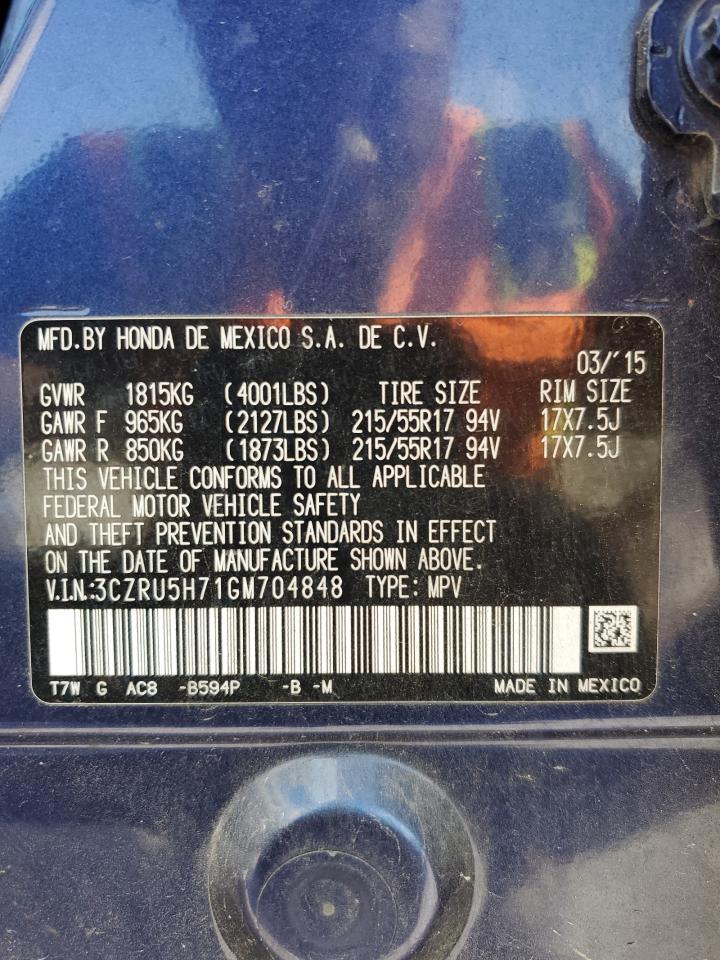 MFD.BY HONDA DE MEXICO S.A. DE C.V.
03/'15
GVWR 1815KG (4001LBS) TIRE SIZE RIM SIZE
GAWR F 965KG (2127LBS) 215/55R17 94V 17X7.5J
GAWR R 850KG (1873LBS) 215/55R17 94V 17X7.5J
THIS VEHICLE CONFORMS TO ALL APPLICABLE
FEDERAL MOTOR VEHICLE SAFETY
AND THEFT PREVENTION STANDARDS IN EFFECT
ON THE DATE OF MANUFACTURE SHOWN ABOVE.
V.I.N.:3CZRU5H71GM704848 TYPE: MPV
T7W G AC8 -B594P -B -M MADE IN MEXICO